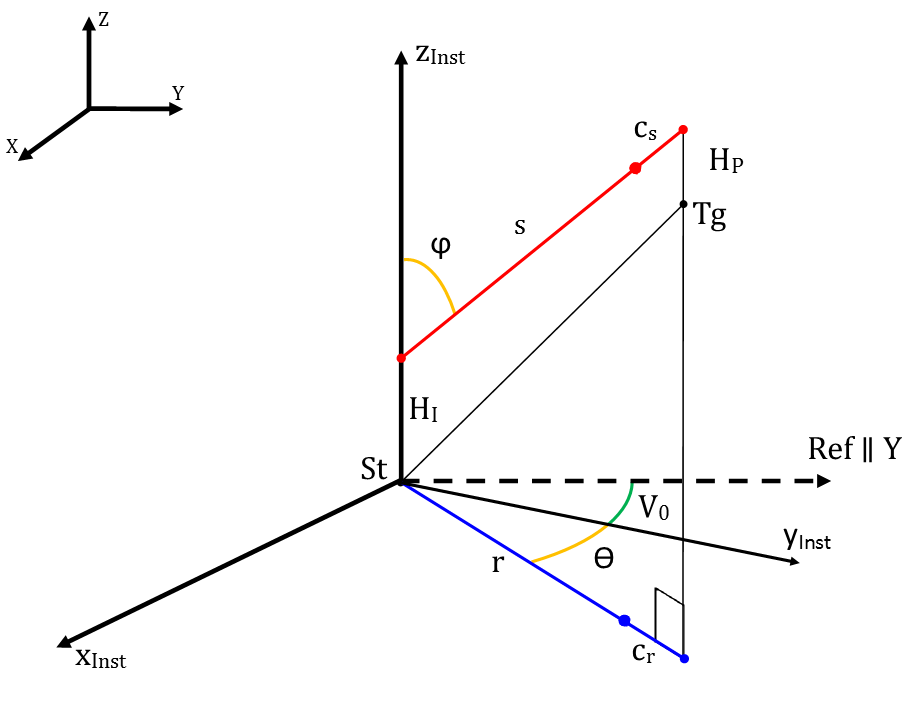 Z
Y
X
zInst
cs
HP
Tg
s
φ
HI
St
Ref ∥ Y
V0
yInst
Θ
r
cr
xInst